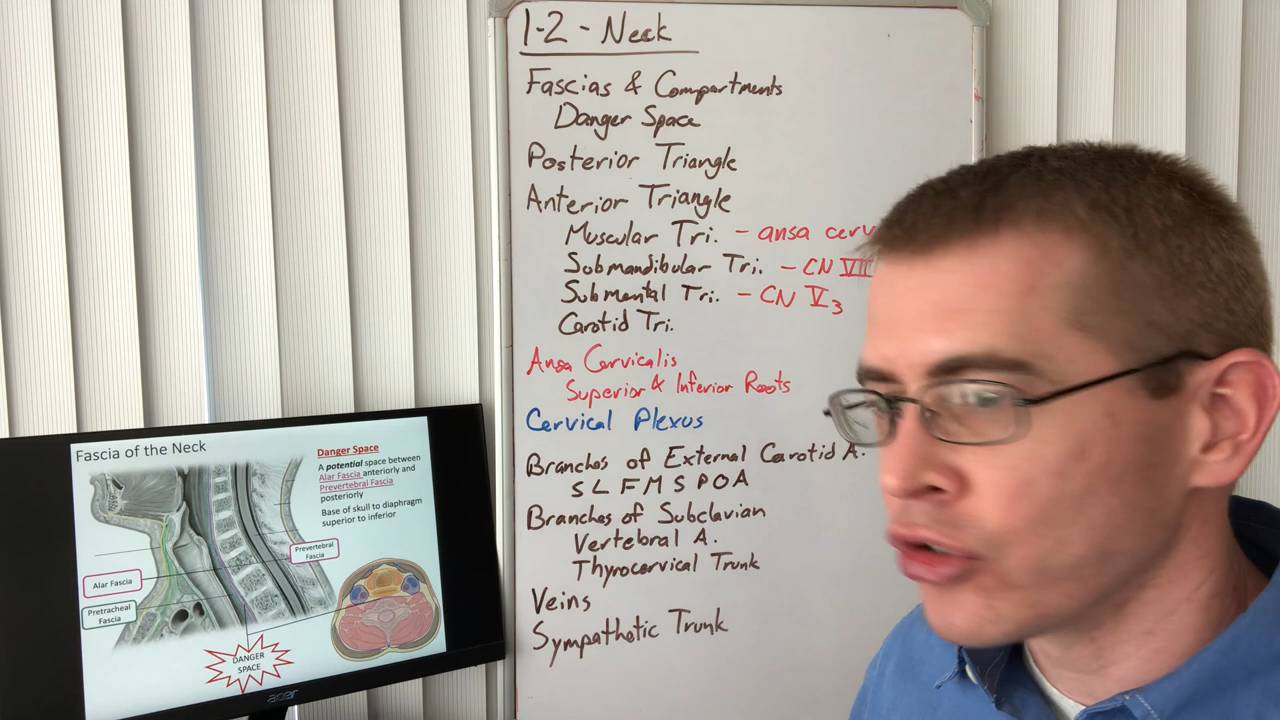 1-2 - Neck
Fascias & Compartments
Danger Space
Posterior Triangle
Anterior Triangle
Muscular Tri. - ansa cerv
Submandibular Tri. - CN VII
Submental Tri. - CN V3
Carotid Tri.
Ansa Cervicalis
Superior & Inferior Roots
Cervical Plexus
Branches of External Carotid A.
S L F M S P O A
Branches of Subclavian
Vertebral A.
Thyrocervical Trunk
Veins
Sympathetic Trunk
Fascia of the Neck
Danger Space
A potential space between
Alar Fascia anteriorly and
Prevertebral Fascia
posteriorly
Base of skull to diaphragm
superior to inferior
Prevertebral
Fascia
Alar Fascia
Pretracheal
Fascia
DANGER
SPACE
acer